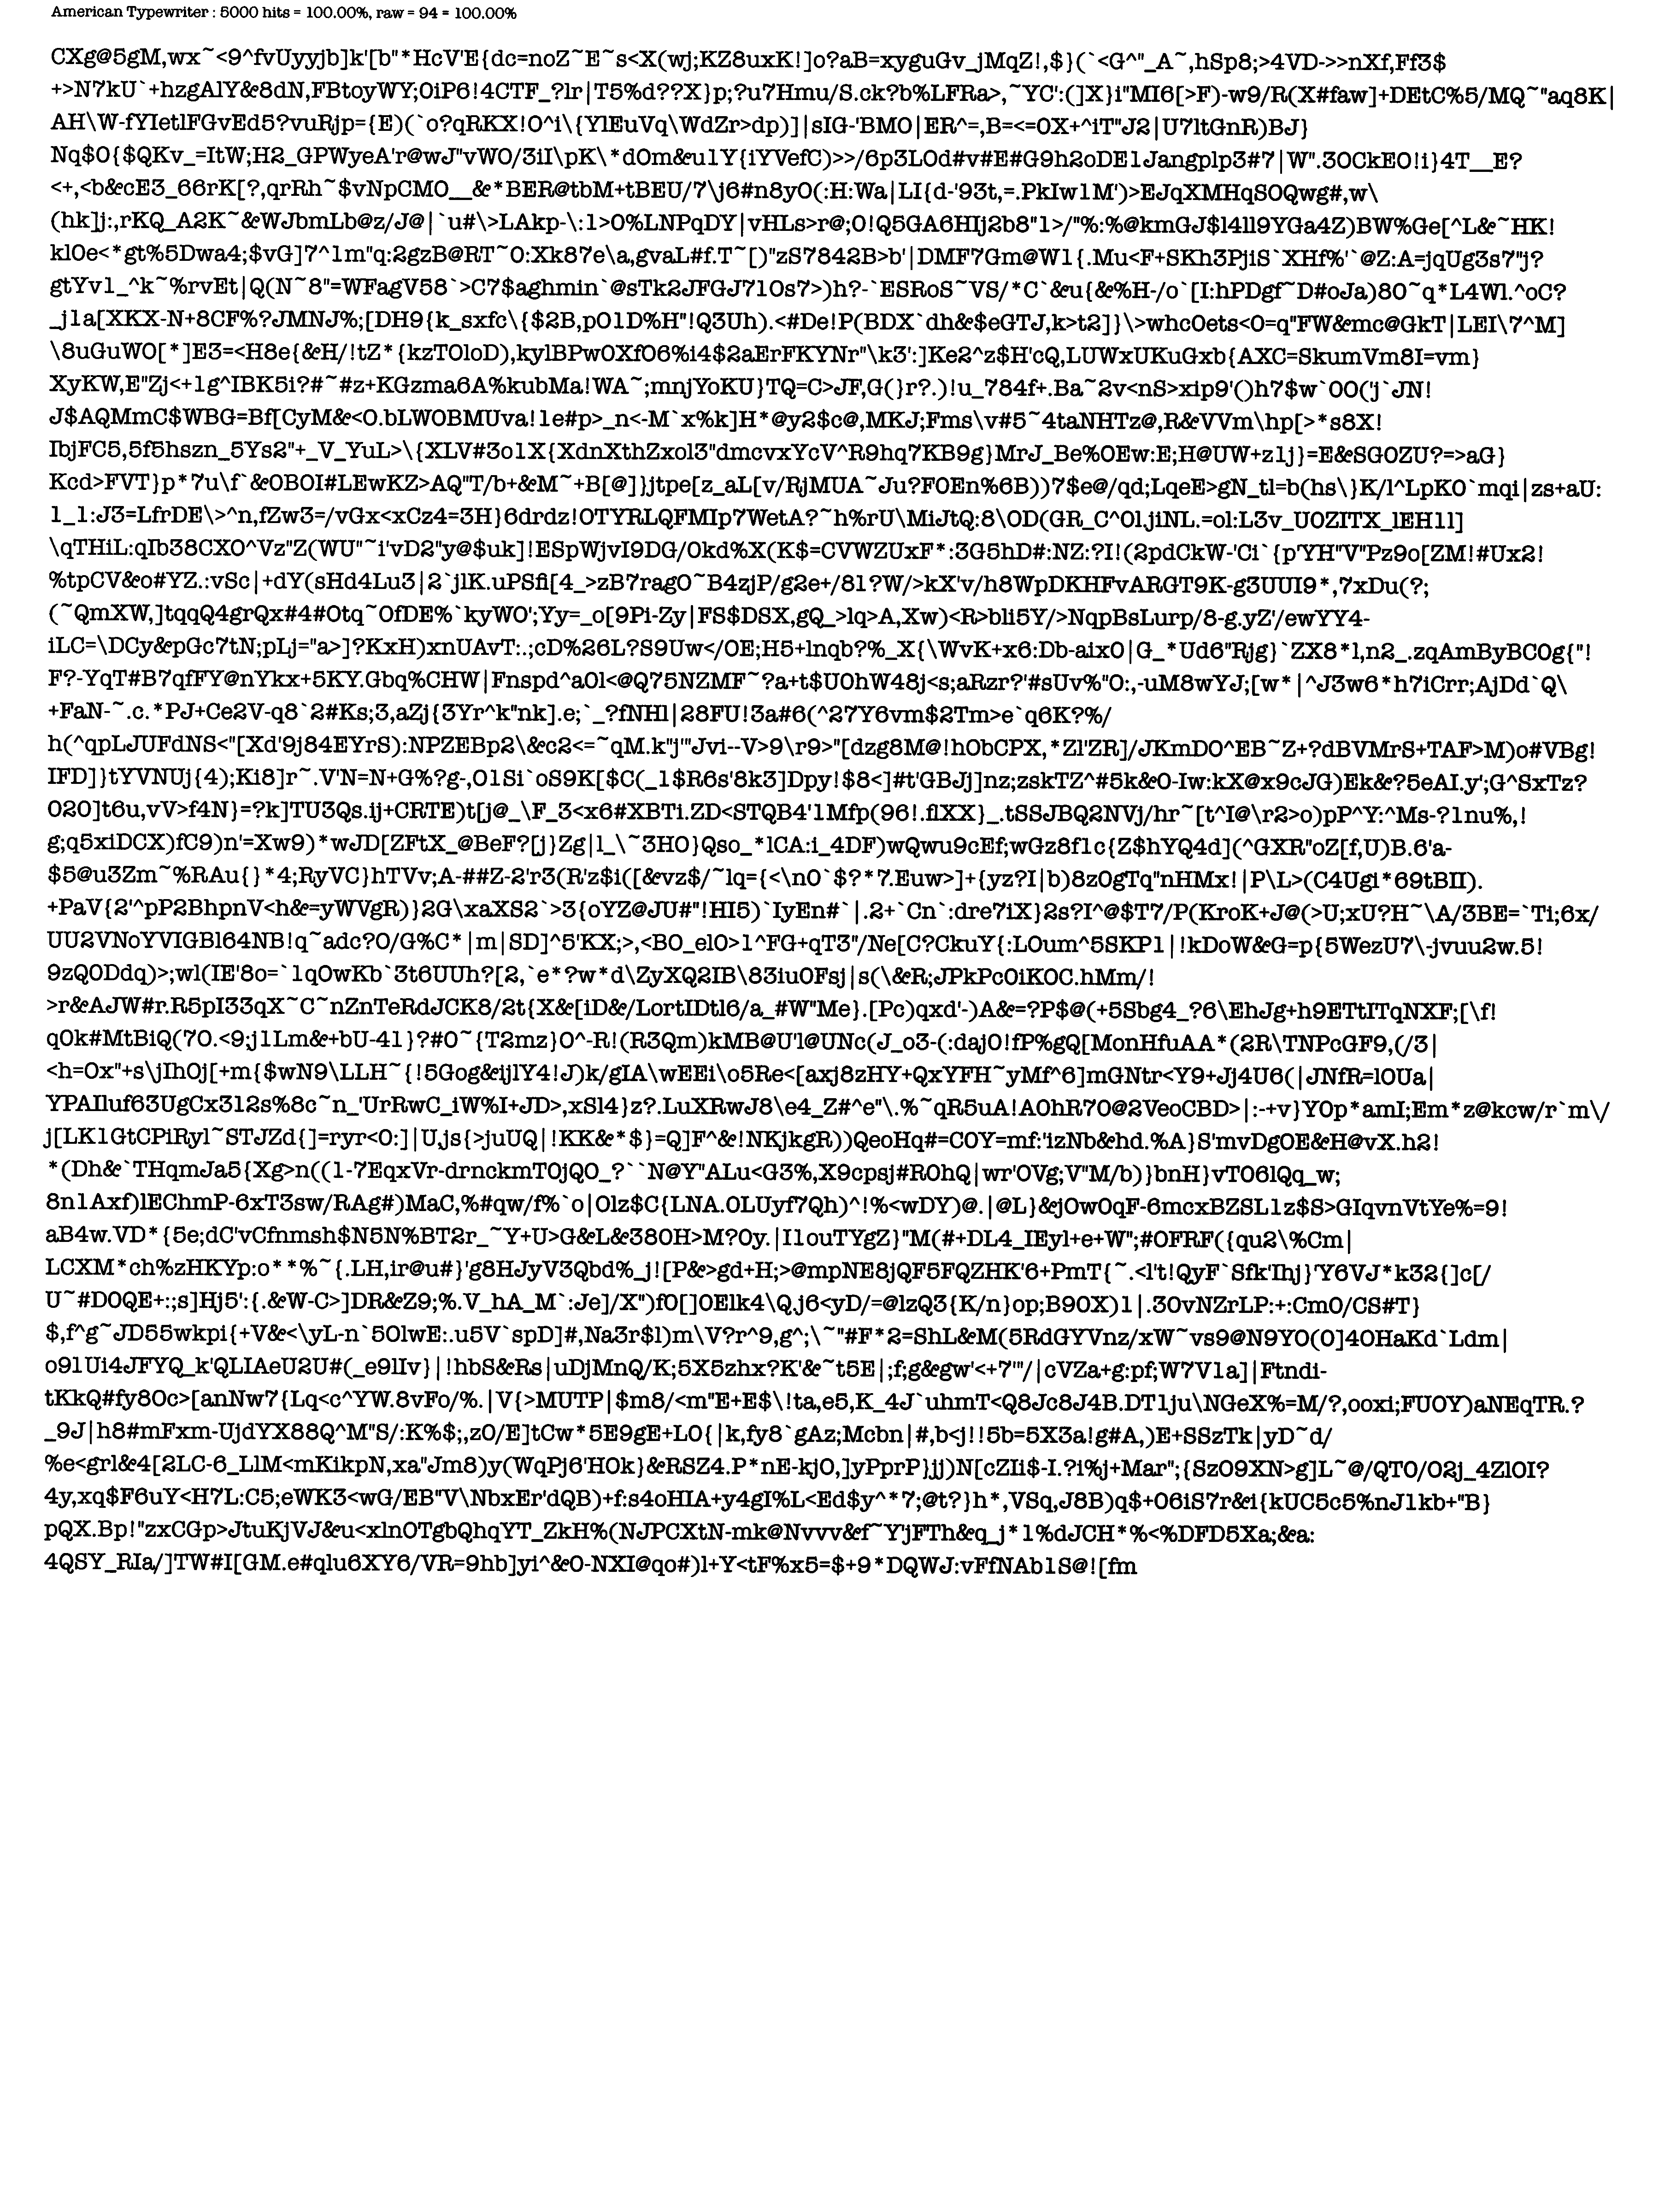 American Typewriter : 5000 hits = 100.00%, raw = 94 = 100.00%
CXg@5gM,wx~<9^fvUyyjb]k'[b"*HcV'E{dc=noZ~E~s<X(wj;KZ8uxK!]o?aB=xyguGv_jMqZ!,$}(`<G^"_A~,hSp8;>4VD->>nXf,Ff3$
+>N7kU`+hzgAlY&8dN,FBtoyWY;0iP6!4CTF_?lr|T5%d??X}p;?u7Hmu/S.ck?b%LFRa>,~YC':(]X}i"MI6[>F)-w9/R(X#faw]+DEtC%5/MQ~"aq8K|
AH\W-fYIetlFGvEd5?vuRjp={E)(`o?qRKX!O^i\{YlEuVq\WdZr>dp)]|sIG-'BMO|ER^=,B=<=0X+^iT"J2|U7ltGnR)BJ}
Nq$0{$QKv_=ItW;H2_GPWyeA'r@wJ"vW0/3iI\pK\*dOm&u1Y{iYVefC)>>/6p3LOd#v#E#G9h2oDE1Jangplp3#7|W".3OCkE0!i}4T__E?
<+,<b&cE3_66rK[?,qrRh~$vNpCMO__&*BER@tbM+tBEU/7\j6#n8yO(:H:Wa|LI{d-'93t,=.PkIw1M')>EJqXMHqSOQwg#,w\
(hk]j:,rKQ_A2K~&WJbmLb@z/J@|`u#\>LAkp-\:1>O%LNPqDY|vHLs>r@;0!Q5GA6HIj2b8"1>/"%:%@kmGJ$l4ll9YGa4Z)BW%Ge[^L&~HK!
klOe<*gt%5Dwa4;$vG]7^1m"q:2gzB@RT~0:Xk87e\a,gvaL#f.T~[)"zS7842B>b'|DMF7Gm@W1{.Mu<F+SKh3PjiS`XHf%'`@Z:A=jqUg3s7"j?
gtYvl_^k~%rvEt|Q(N~8"=WFagV58`>C7$aghmin`@sTk2JFGJ71Os7>)h?-`ESRoS~VS/*C`&u{&%H-/o`[I:hPDgf~D#oJa)80~q*L4Wl.^oC?
_j1a[XKX-N+8CF%?JMNJ%;[DH9{k_sxfc\{$2B,pO1D%H"!Q3Uh).<#De!P(BDX`dh&$eGTJ,k>t2]}\>whc0ets<0=q"FW&mc@GkT|LEI\7^M]
\8uGuWO[*]E3=<H8e{&H/!tZ*{kzTOloD),kylBPw0Xf06%i4$2aErFKYNr"\k3':]Ke2^z$H'cQ,LUWxUKuGxb{AXC=SkumVm8I=vm}
XyKW,E"Zj<+1g^IBK5i?#~#z+KGzma6A%kubMa!WA~;mnjYoKU}TQ=C>JF,G(}r?.)!u_784f+.Ba~2v<nS>xip9'()h7$w`0O('j`JN!
J$AQMmC$WBG=Bf[CyM&<O.bLWOBMUva!1e#p>_n<-M`x%k]H*@y2$c@,MKJ;Fms\v#5~4taNHTz@,R&VVm\hp[>*s8X!
IbjFC5,5f5hszn_5Ys2"+_V_YuL>\{XLV#3o1X{XdnXthZxol3"dmcvxYcV^R9hq7KB9g}MrJ_Be%0Ew:E;H@UW+z1j}=E&SGOZU?=>aG}
Kcd>FVT}p*7u\f`&0BOI#LEwKZ>AQ"T/b+&M~+B[@]}jtpe[z_aL[v/RjMUA~Ju?F0En%6B))7$e@/qd;LqeE>gN_tl=b(hs\}K/l^LpKO`mqi|zs+aU:
1_1:J3=LfrDE\>^n,fZw3=/vGx<xCz4=3H}6drdz!0TYRLQFMIp7WetA?~h%rU\MiJtQ:8\OD(GR_C^OljiNL.=ol:L3v_U0ZITX_lEH1l]
\qTHiL:qIb38CXO^Vz"Z(WU"~i'vD2"y@$uk]!ESpWjvI9DG/0kd%X(K$=CVWZUxF*:3G5hD#:NZ:?I!(2pdCkW-'Ci`{p'YH"V"Pz9o[ZM!#Ux2!
%tpCV&o#YZ.:vSc|+dY(sHd4Lu3|2`jlK.uPSfi[4_>zB7ragO~B4zjP/g2e+/81?W/>kX'v/h8WpDKHFvARGT9K-g3UUI9*,7xDu(?;
(~QmXW,]tqqQ4grQx#4#0tq~OfDE%`kyWO';Yy=_o[9Pi-Zy|FS$DSX,gQ_>lq>A,Xw)<R>bli5Y/>NqpBsLurp/8-g.yZ'/ewYY4-
iLC=\DCy&pGc7tN;pLj="a>]?KxH)xnUAvT:.;cD%26L?S9Uw</OE;H5+lnqb?%_X{\WvK+x6:Db-aix0|G_*Ud6"Rjg}`ZX8*l,n2_.zqAmByBCOg{"!
F?-YqT#B7qfFY@nYkx+5KY.Gbq%CHW|Fnspd^aOl<@Q75NZMF~?a+t$U0hW48j<s;aRzr?'#sUv%"O:,-uM8wYJ;[w*|^J3w6*h7iCrr;AjDd`Q\
+FaN-~.c.*PJ+Ce2V-q8`2#Ks;3,aZj{3Yr^k"nk].e;`_?fNHl|28FU!3a#6(^27Y6vm$2Tm>e`q6K?%/
h(^qpLJUFdNS<"[Xd'9j84EYrS):NPZEBp2\&c2<=~qM.k"j'"Jvi--V>9\r9>"[dzg8M@!hObCPX,*Zl'ZR]/JKmD0^EB~Z+?dBVMrS+TAF>M)o#VBg!
IFD]}tYVNUj{4);Ki8]r~.V'N=N+G%?g-,O1Si`oS9K[$C(_1$R6s'8k3]Dpy!$8<]#t'GBJj]nz;zskTZ^#5k&0-Iw:kX@x9cJG)Ek&?5eAI.y';G^SxTz?
020]t6u,vV>f4N}=?k]TU3Qs.ij+CRTE)t[j@_\F_3<x6#XBTi.ZD<STQB4'1Mfp(96!.flXX}_.tSSJBQ2NVj/hr~[t^I@\r2>o)pP^Y:^Ms-?1nu%,!
g;q5xiDCX)fC9)n'=Xw9)*wJD[ZFtX_@BeF?[j}Zg|l_\~3HO}Qso_*lCA:i_4DF)wQwu9cEf;wGz8f1c{Z$hYQ4d](^GXR"oZ[f,U)B.6'a-
$5@u3Zm~%RAu{}*4;RyVC}hTVv;A-##Z-2'r3(R'z$i([&vz$/~lq={<\nO`$?*7.Euw>]+{yz?I|b)8z0gTq"nHMx!|P\L>(C4Ugi*69tBII).
+PaV{2'^pP2BhpnV<h&=yWVgR)}2G\xaXS2`>3{oYZ@JU#"!HI5)`IyEn#`|.2+`Cn`:dre7iX}2s?I^@$T7/P(KroK+J@(>U;xU?H~\A/3BE=`Ti;6x/
UU2VNoYVIGBl64NB!q~adc?O/G%C*|m|SD]^5'KX;>,<BO_elO>1^FG+qT3"/Ne[C?CkuY{:LOum^5SKP1|!kDoW&G=p{5WezU7\-jvuu2w.5!
9zQ0Ddq)>;wl(IE'8o=`1qOwKb`3t6UUh?[2,`e*?w*d\ZyXQ2IB\83iu0Fsj|s(\&R;JPkPcOiKOC.hMm/!
>r&AJW#r.R5pI33qX~C~nZnTeRdJCK8/2t{X&[iD&/LortIDtl6/a_#W"Me}.[Pc)qxd'-)A&=?P$@(+5Sbg4_?6\EhJg+h9ETtITqNXF;[\f!
q0k#MtBiQ(70.<9;j1Lm&+bU-41}?#0~{T2mz}O^-R!(R3Qm)kMB@U'l@UNc(J_o3-(:daj0!fP%gQ[MonHfuAA*(2R\TNPcGF9,(/3|
<h=Ox"+s\jIhOj[+m{$wN9\LLH~{!5Gog&ijlY4!J)k/gIA\wEEi\o5Re<[axj8zHY+QxYFH~yMf^6]mGNtr<Y9+Jj4U6(|JNfR=lOUa|
YPAIluf63UgCx312s%8c~n_'UrRwC_iW%I+JD>,xSl4}z?.LuXRwJ8\e4_Z#^e"\.%~qR5uA!A0hR70@2VeoCBD>|:-+v}Y0p*amI;Em*z@kcw/r`m\/
j[LK1GtCPiRyl~STJZd{]=ryr<O:]|U,js{>juUQ|!KK&*$}=Q]F^&!NKjkgR))QeoHq#=COY=mf:'izNb&hd.%A}S'mvDgOE&H@vX.h2!
*(Dh&`THqmJa5{Xg>n((1-7EqxVr-drnckmTOjQO_?``N@Y"ALu<G3%,X9cpsj#ROhQ|wr'OVg;V"M/b)}bnH}vTO6lQq_w;
8n1Axf)lEChmP-6xT3sw/RAg#)MaC,%#qw/f%`o|Olz$C{LNA.OLUyf7Qh)^!%<wDY)@.|@L}&jOwOqF-6mcxBZSL1z$S>GIqvnVtYe%=9!
aB4w.VD*{5e;dC'vCfnmsh$N5N%BT2r_~Y+U>G&L&380H>M?Oy.|I1ouTYgZ}"M(#+DL4_IEyl+e+W";#OFRF({qu2\%Cm|
LCXM*ch%zHKYp:o**%~{.LH,ir@u#}'g8HJyV3Qbd%_j![P&>gd+H;>@mpNE8jQF5FQZHK'6+PmT{~.<l't!QyF`Sfk'Ihj}'Y6VJ*k32{]c[/
U~#DOQE+:;s]Hj5':{.&W-C>]DR&Z9;%.V_hA_M`:Je]/X")fO[]OElk4\Q,j6<yD/=@lzQ3{K/n}op;B9OX)1|.3OvNZrLP:+:Cm0/CS#T}
$,f^g~JD55wkpi{+V&<\yL-n`5OlwE:.u5V`spD]#,Na3r$l)m\V?r^9,g^;\~"#F*2=ShL&M(5RdGYVnz/xW~vs9@N9YO(O]4OHaKd`Ldm|
o91Ui4JFYQ_k'QLIAeU2U#(_e9lIv}|!hbS&Rs|uDjMnQ/K;5X5zhx?K'&~t5E|;f;g&gw'<+7'"/|cVZa+g:pf;W7V1a]|Ftndi-
tKkQ#fy8Oc>[anNw7{Lq<c^YW.8vFo/%.|V{>MUTP|$m8/<m"E+E$\!ta,e5,K_4J`uhmT<Q8Jc8J4B.DT1ju\NGeX%=M/?,ooxi;FUOY)aNEqTR.?
_9J|h8#mFxm-UjdYX88Q^M"S/:K%$;,z0/E]tCw*5E9gE+LO{|k,fy8`gAz;Mcbn|#,b<j!!5b=5X3a!g#A,)E+SSzTk|yD~d/
%e<grl&4[2LC-6_LlM<mKikpN,xa"Jm8)y(WqPj6'HOk}&RSZ4.P*nE-kjO,]yPprP}jj)N[cZIi$-I.?i%j+Mar";{SzO9XN>g]L~@/QT0/O2j_4ZlOI?
4y,xq$F6uY<H7L:C5;eWK3<wG/EB"V\NbxEr'dQB)+f:s4oHIA+y4gI%L<Ed$y^*7;@t?}h*,VSq,J8B)q$+06iS7r&i{kUC5c5%nJ1kb+"B}
pQX.Bp!"zxCGp>JtuKjVJ&u<xlnOTgbQhqYT_ZkH%(NJPCXtN-mk@Nvvv&f~Y'jFTh&q_j*1%dJCH*%<%DFD5Xa;&a:
4QSY_RIa/]TW#I[GM.e#qlu6XY6/VR=9hb]yi^&0-NXI@qo#)l+Y<tF%x5=$+9*DQWJ:vFfNAb1S@![fm